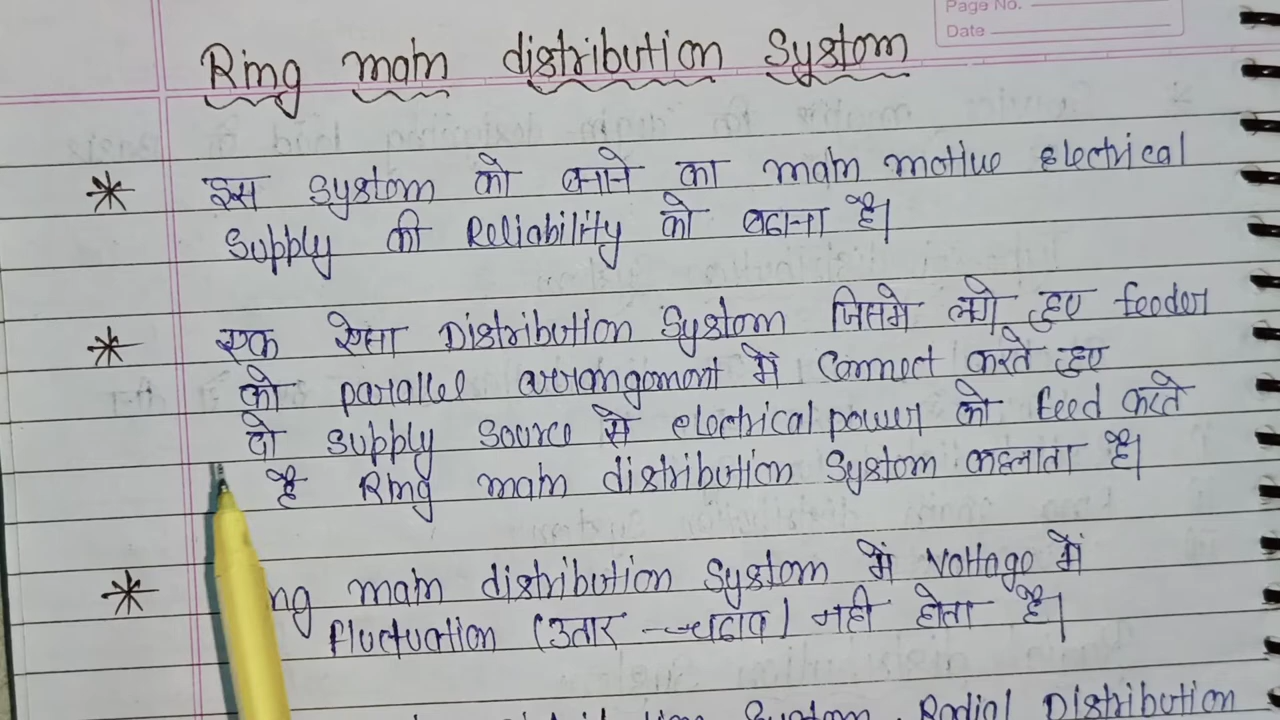 Page No.
Date
Ring main distribution System
* इस System को बनाने का main motive electrical
Supply की Reliability को बढाना है।
* एक ऐसा Distribution System जिसमे लगे हुए feeder
को parallel arrangement में Connect करते हुए
दो supply source से electrical power को feed करते
है Ring main distribution System कहलाता है।
* ng main distribution System में Voltage में
fluctuation (उतार-चढाव) नही होता है।
System, Radial Distribution